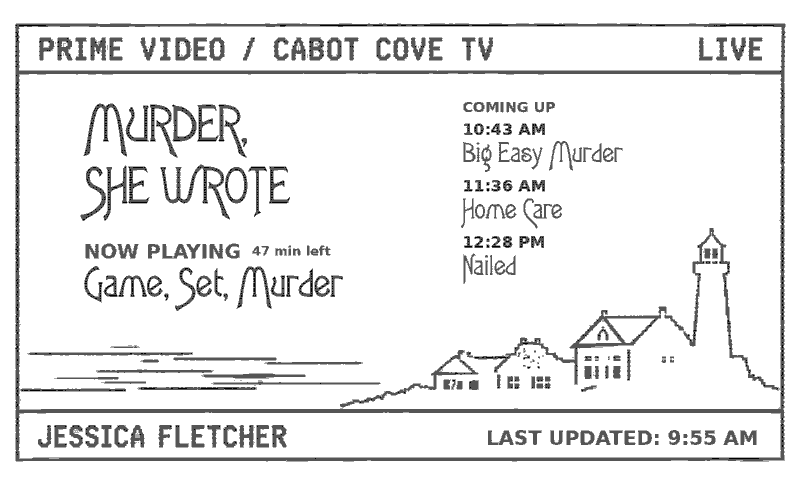 PRIME VIDEO / CABOT COVE TV
LIVE
MURDER,
SHE WROTE
NOW PLAYING 47 min left
Game, Set, Murder
COMING UP
10:43 AM
Big Easy Murder
11:36 AM
Home Care
12:28 PM
Nailed
JESSICA FLETCHER
LAST UPDATED: 9:55 AM